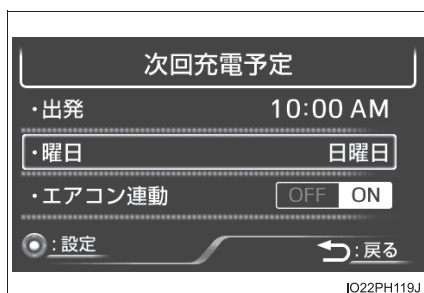 次回充電予定
・出発 10:00 AM
・曜日 日曜日
・エアコン連動 OFF ON
:設定 :戻る
IO22PH119J